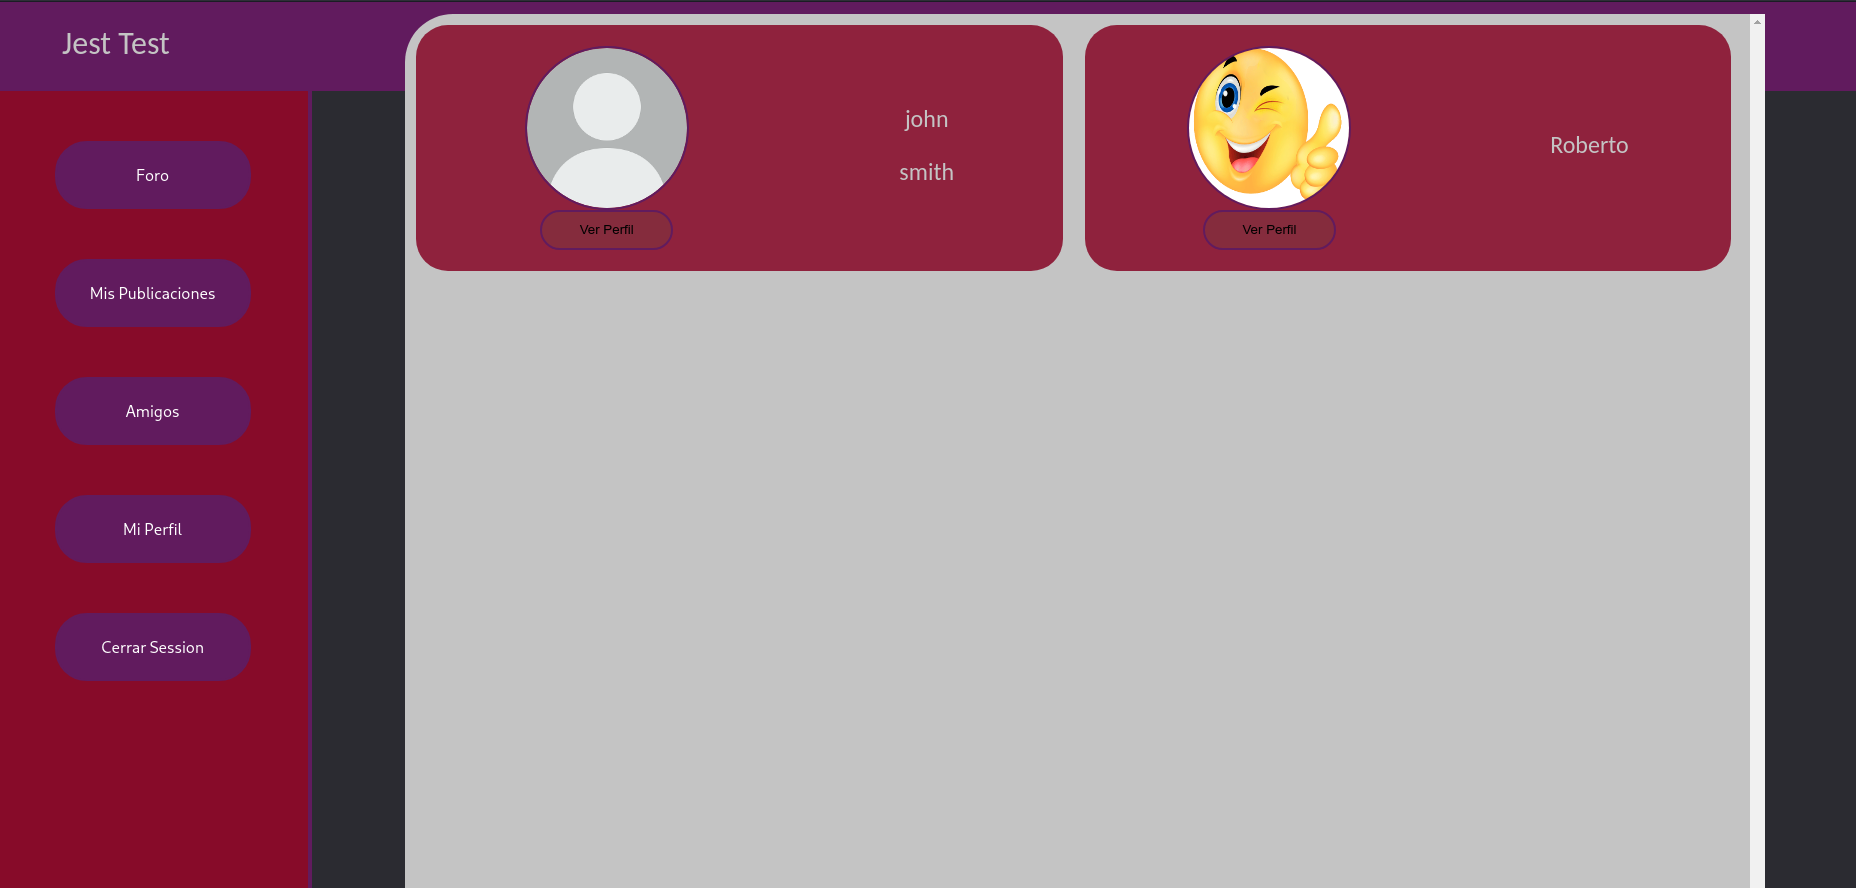 Jest Test
Foro
Mis Publicaciones
Amigos
Mi Perfil
Cerrar Session
john
smith
Ver Perfil
Roberto
Ver Perfil